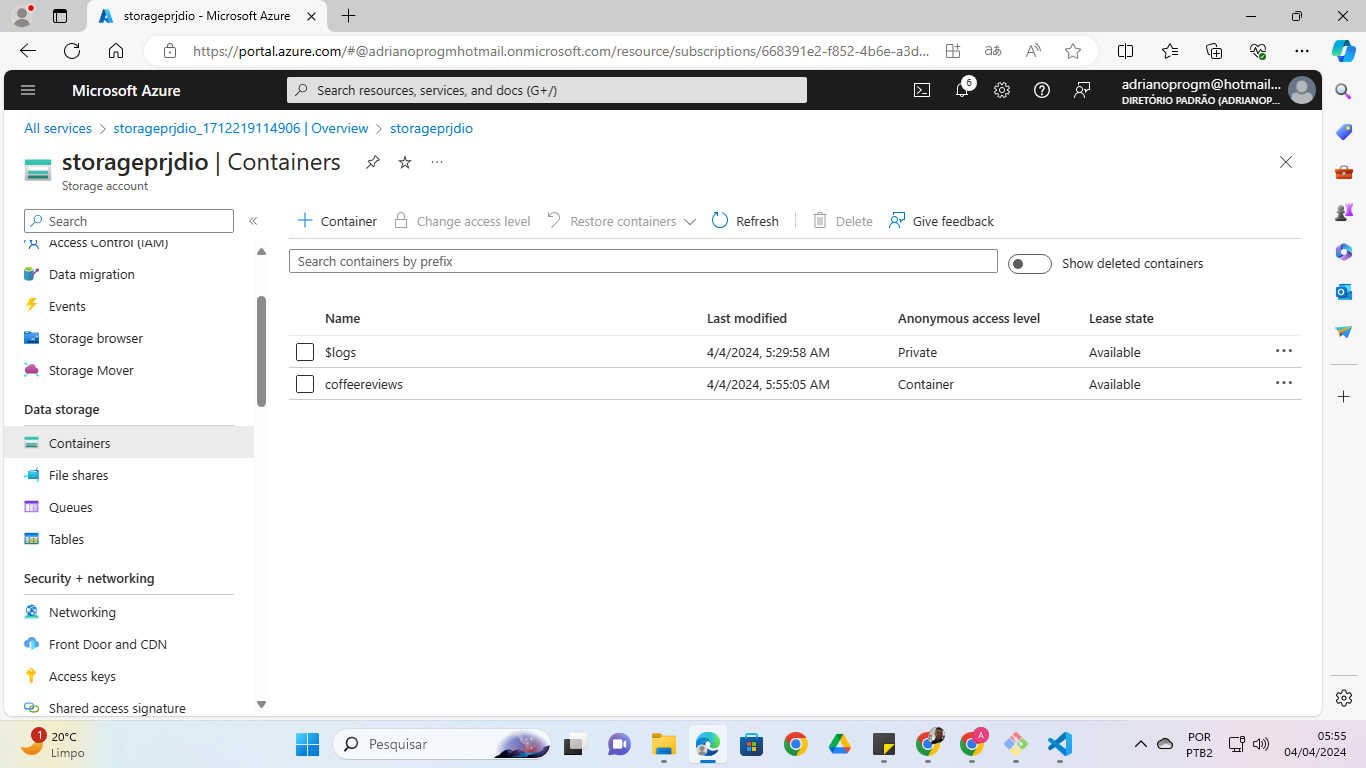 storageprjdio - Microsoft Azure
https://portal.azure.com/#@adrianoprogmhotmail.onmicrosoft.com/resource/subscriptions/668391e2-f852-4b6e-a3d...
aあ
Microsoft Azure
Search resources, services, and docs (G+/)
6
adrianoprogm@hotmail...
DIRETÓRIO PADRÃO (ADRIANOP...
All services > storageprjdio_1712219114906 | Overview > storageprjdio
storageprjdio | Containers
Storage account
Search
Container
Change access level
Restore containers
Refresh
Delete
Give feedback
Access Control (IAM)
Data migration
Events
Storage browser
Storage Mover
Data storage
Containers
File shares
Queues
Tables
Security + networking
Networking
Front Door and CDN
Access keys
Shared access signature
Search containers by prefix
Show deleted containers
Name Last modified Anonymous access level Lease state
$logs 4/4/2024, 5:29:58 AM Private Available
coffeereviews 4/4/2024, 5:55:05 AM Container Available
1
20°C
Limpo
Pesquisar
A
POR
PTB2
05:55
04/04/2024